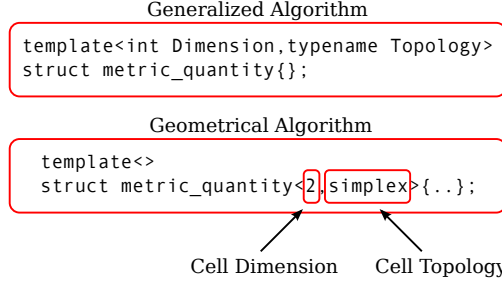 Generalized Algorithm
template<int Dimension,typename Topology>
struct metric_quantity{};
Geometrical Algorithm
template<>
struct metric_quantity<2,simplex>{..};
Cell Dimension Cell Topology